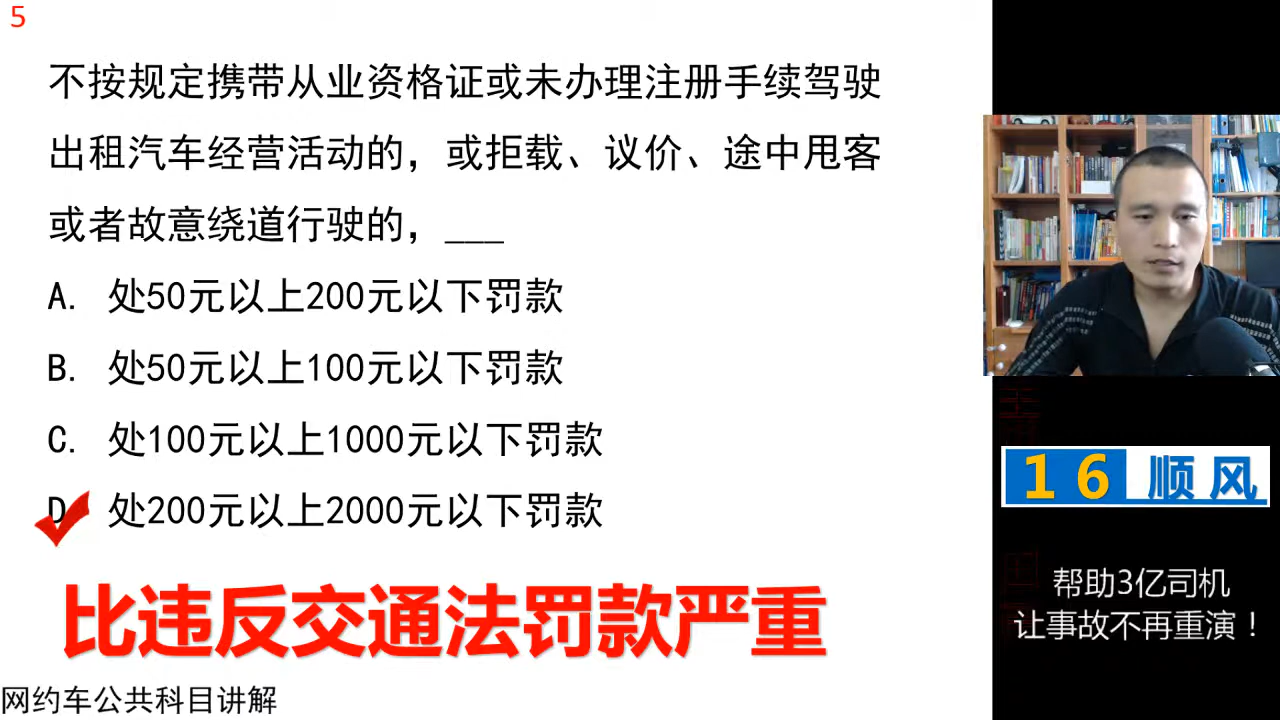 5
不按规定携带从业资格证或未办理注册手续驾驶
出租汽车经营活动的，或拒载、议价、途中甩客
或者故意绕道行驶的，___
A. 处50元以上200元以下罚款
B. 处50元以上100元以下罚款
C. 处100元以上1000元以下罚款
D. 处200元以上2000元以下罚款
比违反交通法罚款严重
网约车公共科目讲解
16顺风
帮助3亿司机
让事故不再重演！